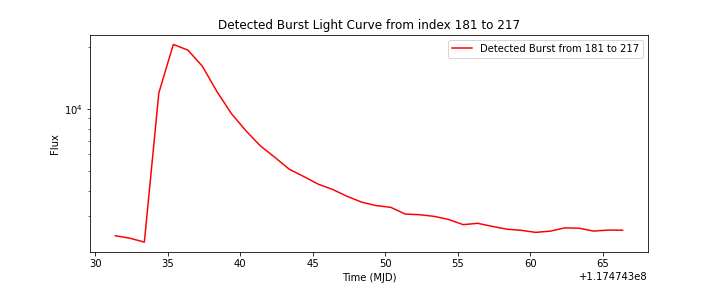 Detected Burst Light Curve from index 181 to 217
Detected Burst from 181 to 217
10^4
Flux
30 35 40 45 50 55 60 65
Time (MJD)
+1.174743e8